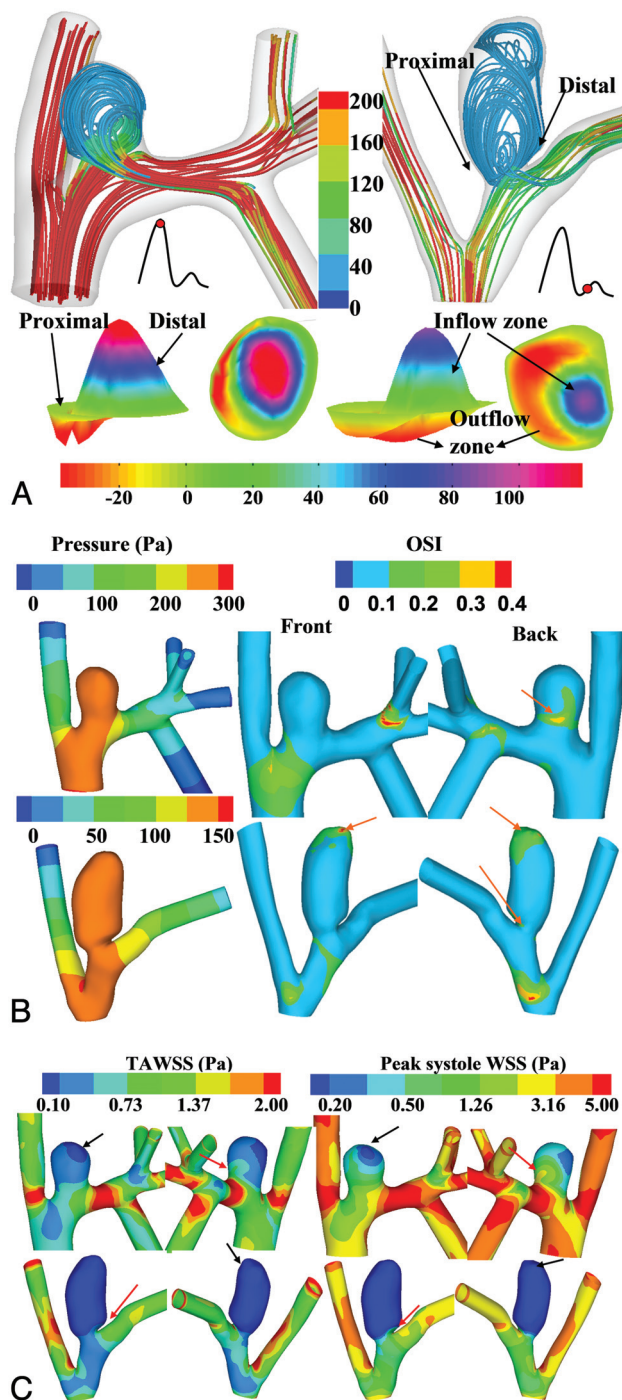 Proximal
Distal
200
160
120
80
40
0
Proximal
Distal
Inflow zone
Outflow
zone
-20 0 20 40 60 80 100
A
Pressure (Pa)
OSI
0 100 200 300
0 0.1 0.2 0.3 0.4
Front
Back
0 50 100 150
B
TAWSS (Pa)
Peak systole WSS (Pa)
0.10 0.73 1.37 2.00
0.20 0.50 1.26 3.16 5.00
C